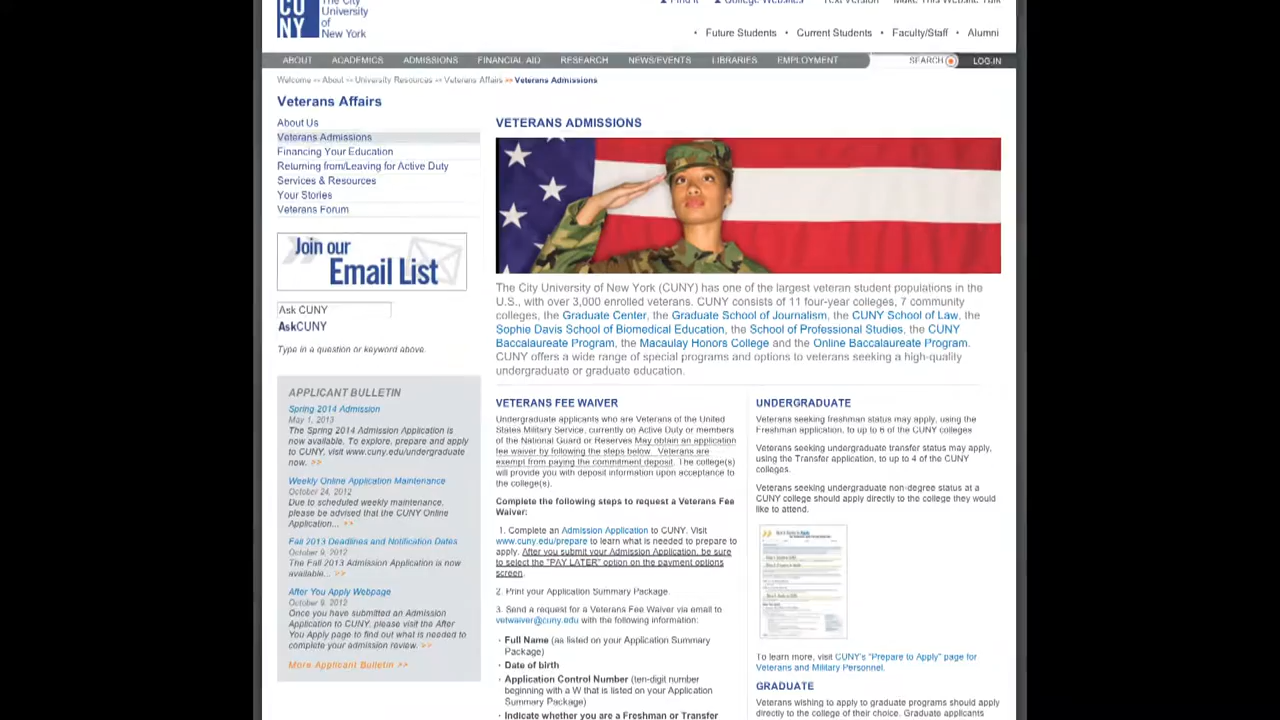 CU
NY
The City
University
of
New York
Find It
College Websites
Text Version
Make This Website Talk
• Future Students • Current Students • Faculty/Staff • Alumni
ABOUT ACADEMICS ADMISSIONS FINANCIAL AID RESEARCH NEWS/EVENTS LIBRARIES EMPLOYMENT SEARCH LOG-IN
Welcome >> About >> University Resources >> Veterans Affairs >> Veterans Admissions
Veterans Affairs
About Us
Veterans Admissions
Financing Your Education
Returning from/Leaving for Active Duty
Services & Resources
Your Stories
Veterans Forum
Join our
Email List
Ask CUNY
AskCUNY
Type in a question or keyword above.
APPLICANT BULLETIN
Spring 2014 Admission
May 1, 2013
The Spring 2014 Admission Application is
now available. To explore, prepare and apply
to CUNY, visit www.cuny.edu/undergraduate
now. >>
Weekly Online Application Maintenance
October 24, 2012
Due to scheduled weekly maintenance,
please be advised that the CUNY Online
Application... >>
Fall 2013 Deadlines and Notification Dates
October 9, 2012
The Fall 2013 Admission Application is now
available... >>
After You Apply Webpage
October 9, 2012
Once you have submitted an Admission
Application to CUNY, please visit the After
You Apply page to find out what is needed to
complete your admission review. >>
More Applicant Bulletin >>
VETERANS ADMISSIONS
The City University of New York (CUNY) has one of the largest veteran student populations in the
U.S., with over 3,000 enrolled veterans. CUNY consists of 11 four-year colleges, 7 community
colleges, the Graduate Center, the Graduate School of Journalism, the CUNY School of Law, the
Sophie Davis School of Biomedical Education, the School of Professional Studies, the CUNY
Baccalaureate Program, the Macaulay Honors College and the Online Baccalaureate Program.
CUNY offers a wide range of special programs and options to veterans seeking a high-quality
undergraduate or graduate education.
VETERANS FEE WAIVER
Undergraduate applicants who are Veterans of the United
States Military Service, currently on Active Duty or members
of the National Guard or Reserves May obtain an application
fee waiver by following the steps below. Veterans are
exempt from paying the commitment deposit. The college(s)
will provide you with deposit information upon acceptance to
the college(s).
Complete the following steps to request a Veterans Fee
Waiver:
1. Complete an Admission Application to CUNY. Visit
www.cuny.edu/prepare to learn what is needed to prepare to
apply. After you submit your Admission Application, be sure
to select the "PAY LATER" option on the payment options
screen.
2. Print your Application Summary Package.
3. Send a request for a Veterans Fee Waiver via email to
vetwaiver@cuny.edu with the following information:
• Full Name (as listed on your Application Summary
Package)
• Date of birth
• Application Control Number (ten-digit number
beginning with a W that is listed on your Application
Summary Package)
• Indicate whether you are a Freshman or Transfer
UNDERGRADUATE
Veterans seeking freshman status may apply, using the
Freshman application, to up to 6 of the CUNY colleges
Veterans seeking undergraduate transfer status may apply,
using the Transfer application, to up to 4 of the CUNY
colleges.
Veterans seeking undergraduate non-degree status at a
CUNY college should apply directly to the college they would
like to attend.
To learn more, visit CUNY's "Prepare to Apply" page for
Veterans and Military Personnel.
GRADUATE
Veterans wishing to apply to graduate programs should apply
directly to the college of their choice. Graduate applicants